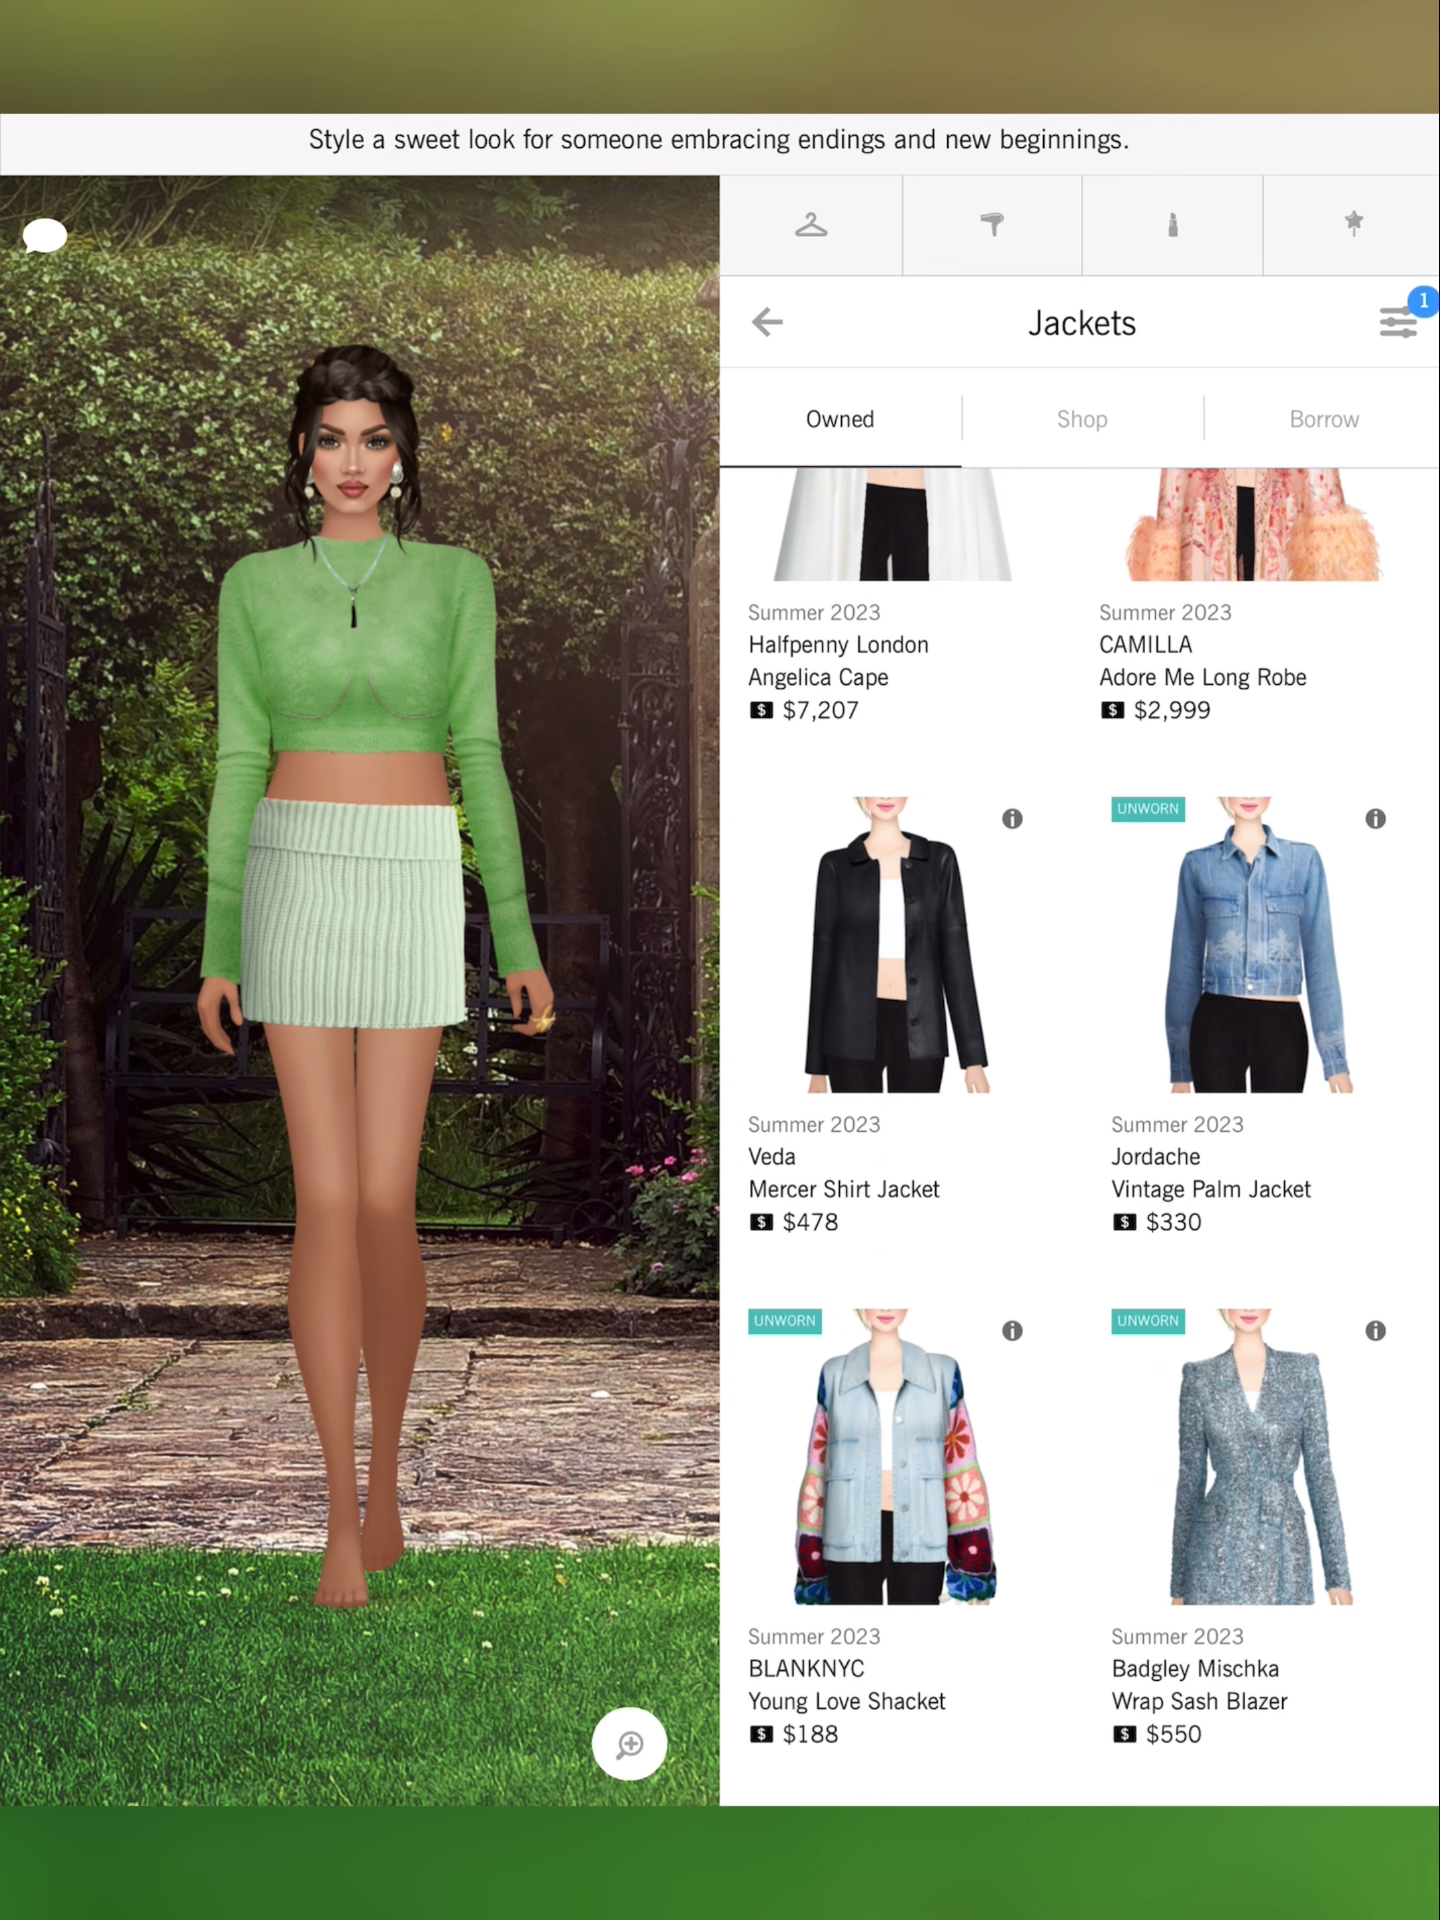 Style a sweet look for someone embracing endings and new beginnings.
Jackets
1
Owned
Shop
Borrow
Summer 2023
Halfpenny London
Angelica Cape
$ $7,207
Summer 2023
CAMILLA
Adore Me Long Robe
$ $2,999
Summer 2023
Veda
Mercer Shirt Jacket
$ $478
UNWORN
Summer 2023
Jordache
Vintage Palm Jacket
$ $330
UNWORN
Summer 2023
BLANKNYC
Young Love Shacket
$ $188
UNWORN
Summer 2023
Badgley Mischka
Wrap Sash Blazer
$ $550